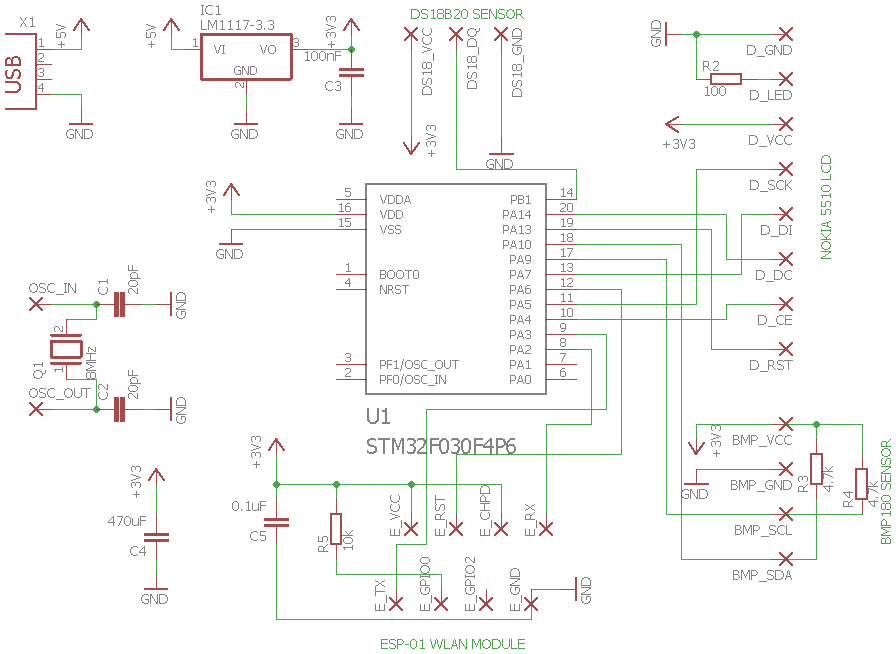 X1
USB
1
2
3
4
+5V
GND
+5V
IC1
LM1117-3.3
1
VI
VO
3
GND
2
GND
+3V3
100nF
C3
GND
DS18B20 SENSOR
DS18_VCC
DS18_DQ
DS18_GND
+3V3
GND
GND
D_GND
R2
100
D_LED
+3V3
D_VCC
D_SCK
D_DI
D_DC
D_CE
D_RST
NOKIA 5510 LCD
+3V3
GND
5
VDDA
16
VDD
15
VSS
1
BOOT0
4
NRST
3
PF1/OSC_OUT
2
PF0/OSC_IN
PB1
14
PA14
20
PA13
19
PA10
18
PA9
17
PA7
13
PA6
12
PA5
11
PA4
10
PA3
9
PA2
8
PA1
7
PA0
6
U1
STM32F030F4P6
OSC_IN
C1
20pF
GND
2
Q1
1
8MHz
OSC_OUT
C2
20pF
GND
+3V3
470uF
C4
GND
+3V3
0.1uF
C5
R5
10K
E_VCC
E_RST
E_CHPD
E_RX
E_TX
E_GPIO0
E_GPIO2
E_GND
GND
ESP-01 WLAN MODULE
+3V3
GND
BMP_VCC
BMP_GND
BMP_SCL
BMP_SDA
R3
4.7K
R4
4.7K
BMP180 SENSOR